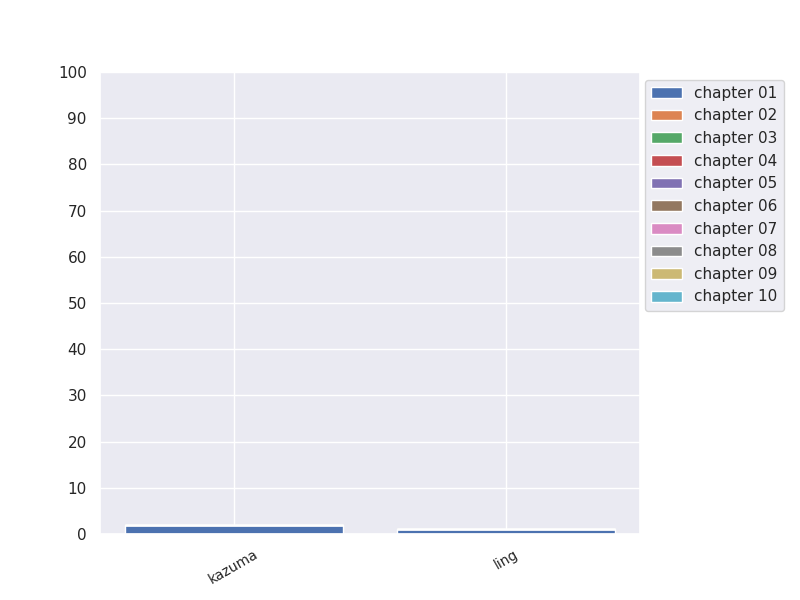 100
90
80
70
60
50
40
30
20
10
0
kazuma
ling
chapter 01
chapter 02
chapter 03
chapter 04
chapter 05
chapter 06
chapter 07
chapter 08
chapter 09
chapter 10